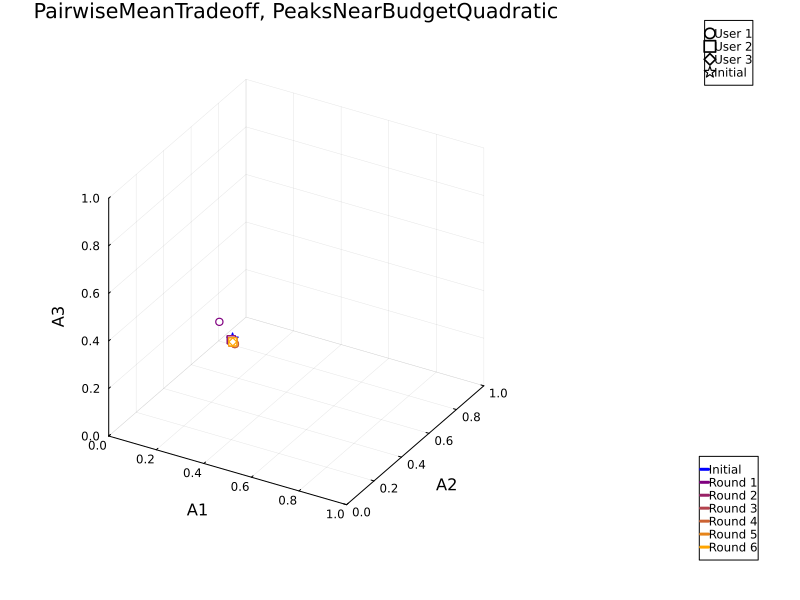 PairwiseMeanTradeoff, PeaksNearBudgetQuadratic
User 1
User 2
User 3
Initial
1.0
0.8
0.6
0.4
0.2
0.0
A3
0.0
0.2
0.4
0.6
0.8
1.0
A1
0.0
0.2
0.4
0.6
0.8
1.0
A2
Initial
Round 1
Round 2
Round 3
Round 4
Round 5
Round 6